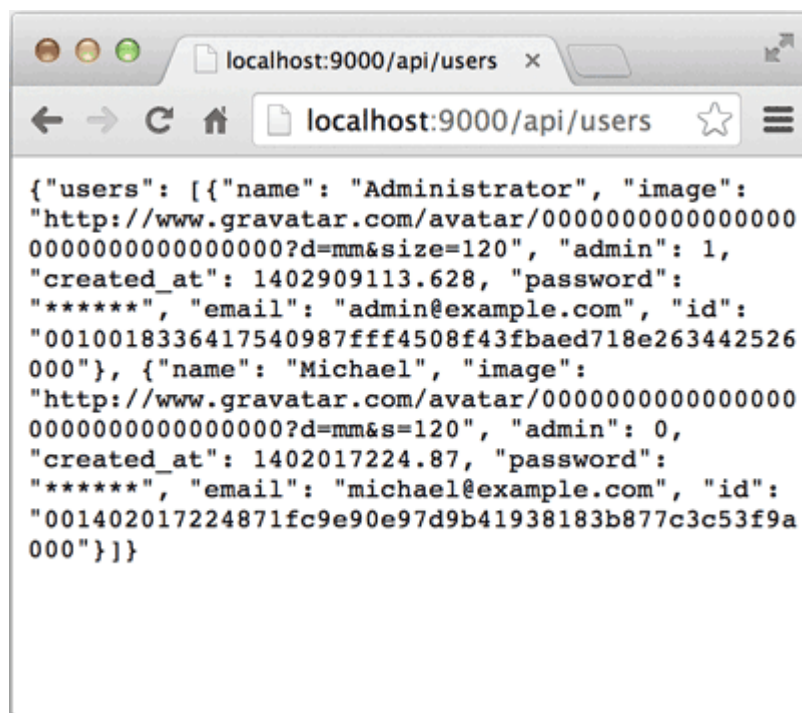 localhost:9000/api/users
localhost:9000/api/users
{"users": [{"name": "Administrator", "image":
"http://www.gravatar.com/avatar/0000000000000000
0000000000000000?d=mm&size=120", "admin": 1,
"created_at": 1402909113.628, "password":
"******", "email": "admin@example.com", "id":
"0010018336417540987fff4508f43fbaed718e263442526
000"}, {"name": "Michael", "image":
"http://www.gravatar.com/avatar/0000000000000000
0000000000000000?d=mm&s=120", "admin": 0,
"created_at": 1402017224.87, "password":
"******", "email": "michael@example.com", "id":
"001402017224871fc9e90e97d9b41938183b877c3c53f9a
000"}]}